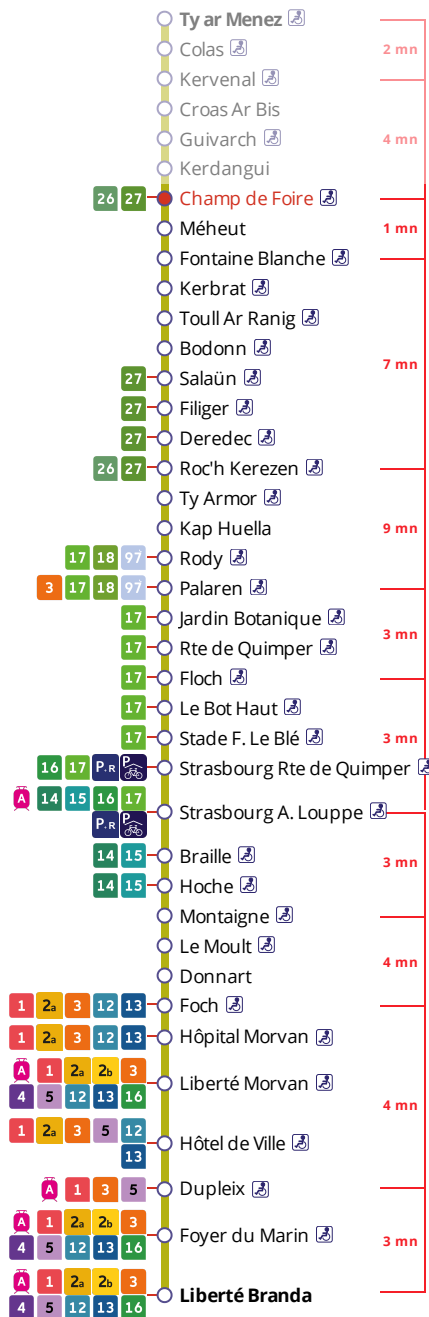 Ty ar Menez
Colas
2 mn
Kervenal
Croas Ar Bis
Guivarch
4 mn
Kerdangui
26 27 Champ de Foire
Méheut
1 mn
Fontaine Blanche
Kerbrat
Toull Ar Ranig
Bodonn
7 mn
27 Salaün
27 Filiger
27 Deredec
26 27 Roc'h Kerezen
Ty Armor
Kap Huella
9 mn
17 18 97 Rody
3 17 18 97 Palaren
17 Jardin Botanique
17 Rte de Quimper
3 mn
17 Floch
17 Le Bot Haut
17 Stade F. Le Blé
3 mn
16 17 P+R P Strasbourg Rte de Quimper
A 14 15 16 17
P+R P
Strasbourg A. Louppe
14 15 Braille
3 mn
14 15 Hoche
Montaigne
Le Moult
4 mn
Donnart
1 2a 3 12 13 Foch
1 2a 3 12 13 Hôpital Morvan
A 1 2a 2b 3
4 5 12 13 16
Liberté Morvan
4 mn
1 2a 3 5 12
13
Hôtel de Ville
A 1 3 5 Dupleix
A 1 2a 2b 3
4 5 12 13 16
Foyer du Marin
3 mn
A 1 2a 2b 3
4 5 12 13 16
Liberté Branda